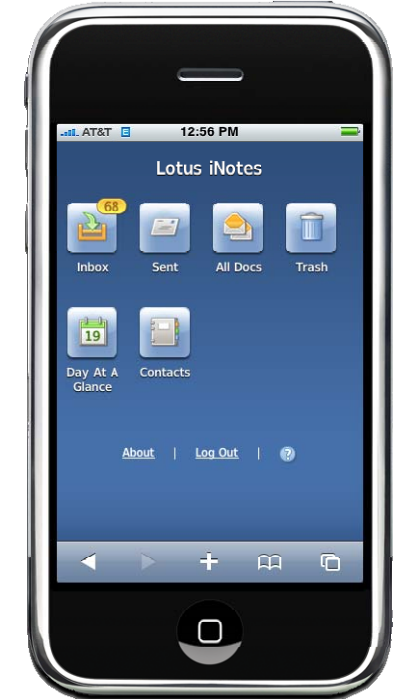 AT&T E 12:56 PM
Lotus iNotes
68
Inbox Sent All Docs Trash
19
Day At A Contacts
Glance
About | Log Out | ?